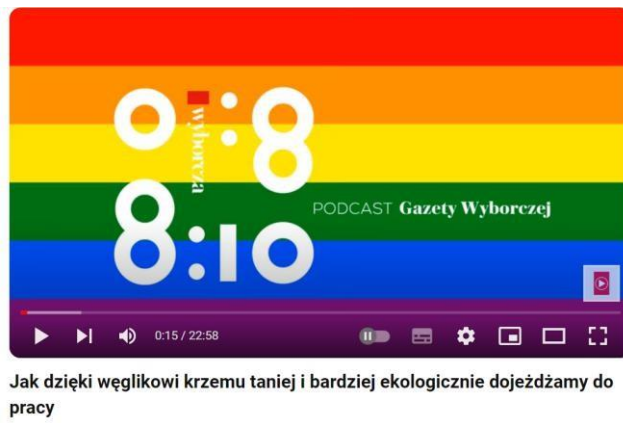 8:10
wyborcza
8:10
PODCAST Gazety Wyborczej
0:15 / 22:58
Jak dzięki węglikowi krzemu taniej i bardziej ekologicznie dojeżdżamy do
pracy